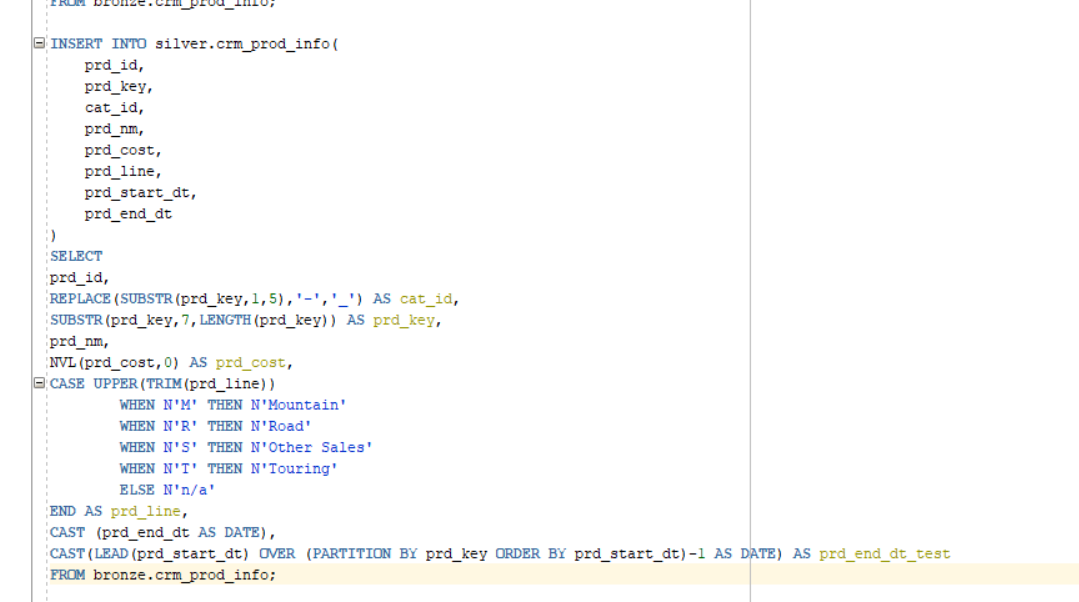 FROM bronze.crm_prod_info;
INSERT INTO silver.crm_prod_info(
prd_id,
prd_key,
cat_id,
prd_nm,
prd_cost,
prd_line,
prd_start_dt,
prd_end_dt
)
SELECT
prd_id,
REPLACE(SUBSTR(prd_key,1,5),'-','_') AS cat_id,
SUBSTR(prd_key,7,LENGTH(prd_key)) AS prd_key,
prd_nm,
NVL(prd_cost,0) AS prd_cost,
CASE UPPER(TRIM(prd_line))
WHEN N'M' THEN N'Mountain'
WHEN N'R' THEN N'Road'
WHEN N'S' THEN N'Other Sales'
WHEN N'T' THEN N'Touring'
ELSE N'n/a'
END AS prd_line,
CAST (prd_end_dt AS DATE),
CAST(LEAD(prd_start_dt) OVER (PARTITION BY prd_key ORDER BY prd_start_dt)-1 AS DATE) AS prd_end_dt_test
FROM bronze.crm_prod_info;